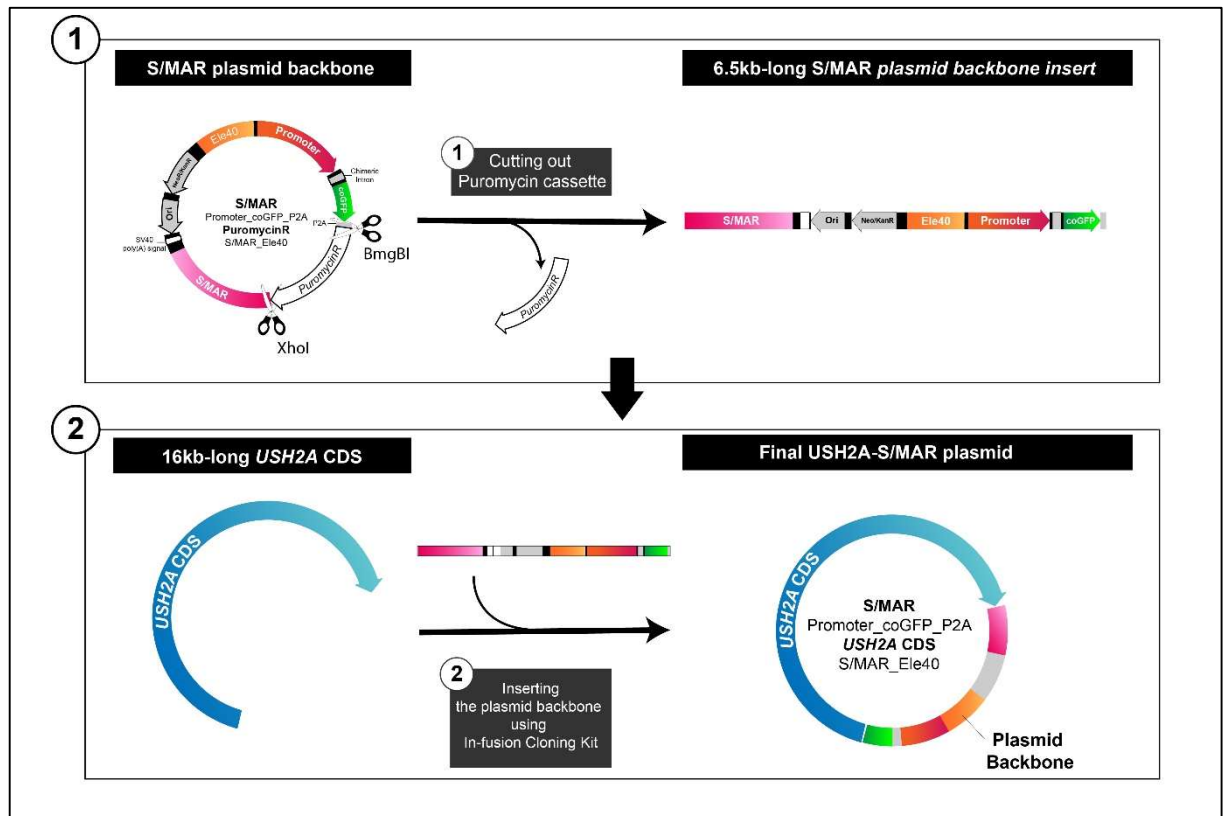 1
S/MAR plasmid backbone
6.5kb-long S/MAR plasmid backbone insert
Ele40
Promoter
Neo/KanR
Chimeric
Intron
coGFP
Ori
S/MAR
Promoter_coGFP_P2A
PuromycinR
S/MAR_Ele40
P2A
SV40
poly(A) signal
BmgBI
PuromycinR
S/MAR
XhoI
1
Cutting out
Puromycin cassette
PuromycinR
S/MAR
Ori
Neo/KanR
Ele40
Promoter
coGFP
2
16kb-long USH2A CDS
Final USH2A-S/MAR plasmid
USH2A CDS
2
Inserting
the plasmid backbone
using
In-fusion Cloning Kit
USH2A CDS
S/MAR
Promoter_coGFP_P2A
USH2A CDS
S/MAR_Ele40
Plasmid
Backbone